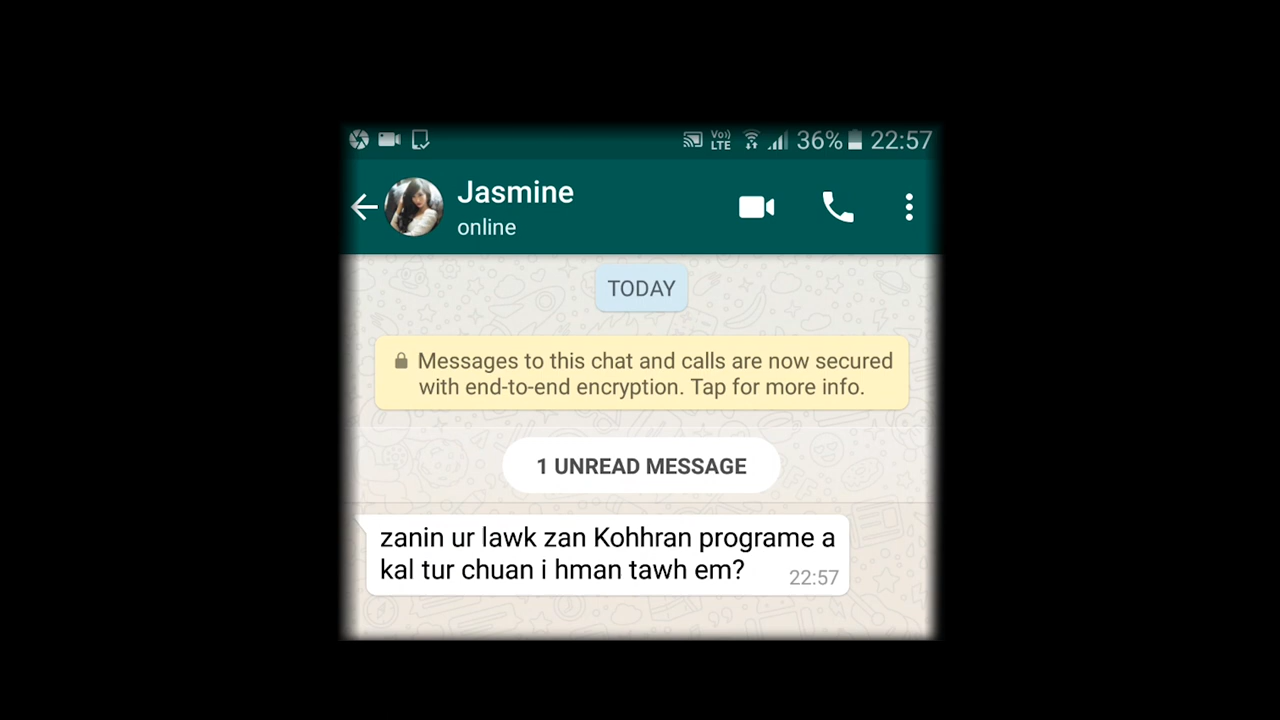 Vo)) LTE 36% 22:57
Jasmine
online
TODAY
Messages to this chat and calls are now secured
with end-to-end encryption. Tap for more info.
1 UNREAD MESSAGE
zanin ur lawk zan Kohhran programe a
kal tur chuan i hman tawh em?
22:57